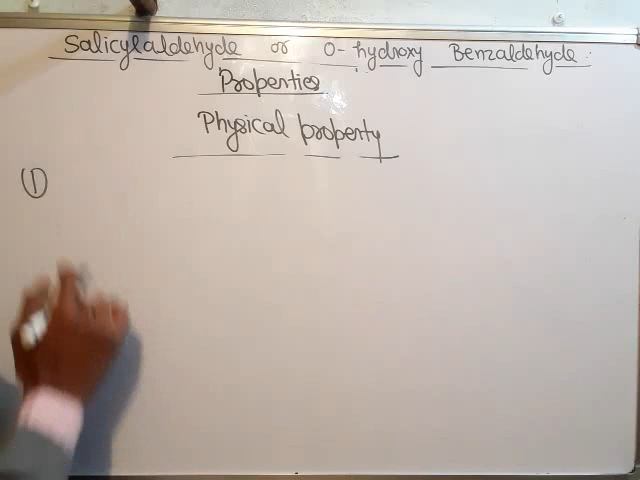 Salicylaldehyde or O-hydroxy Benzaldehyde :
Properties
Physical property
①